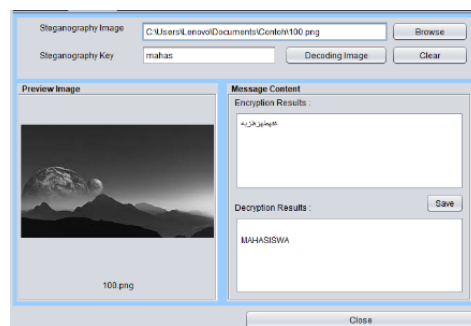 Steganography Image
C:\Users\Lenovo\Documents\Contoh\100.png
Browse
Steganography Key
mahas
Decoding Image
Clear
Preview Image
100.png
Message Content
Encryption Results :
Save
Decryption Results :
MAHASISWA
Close